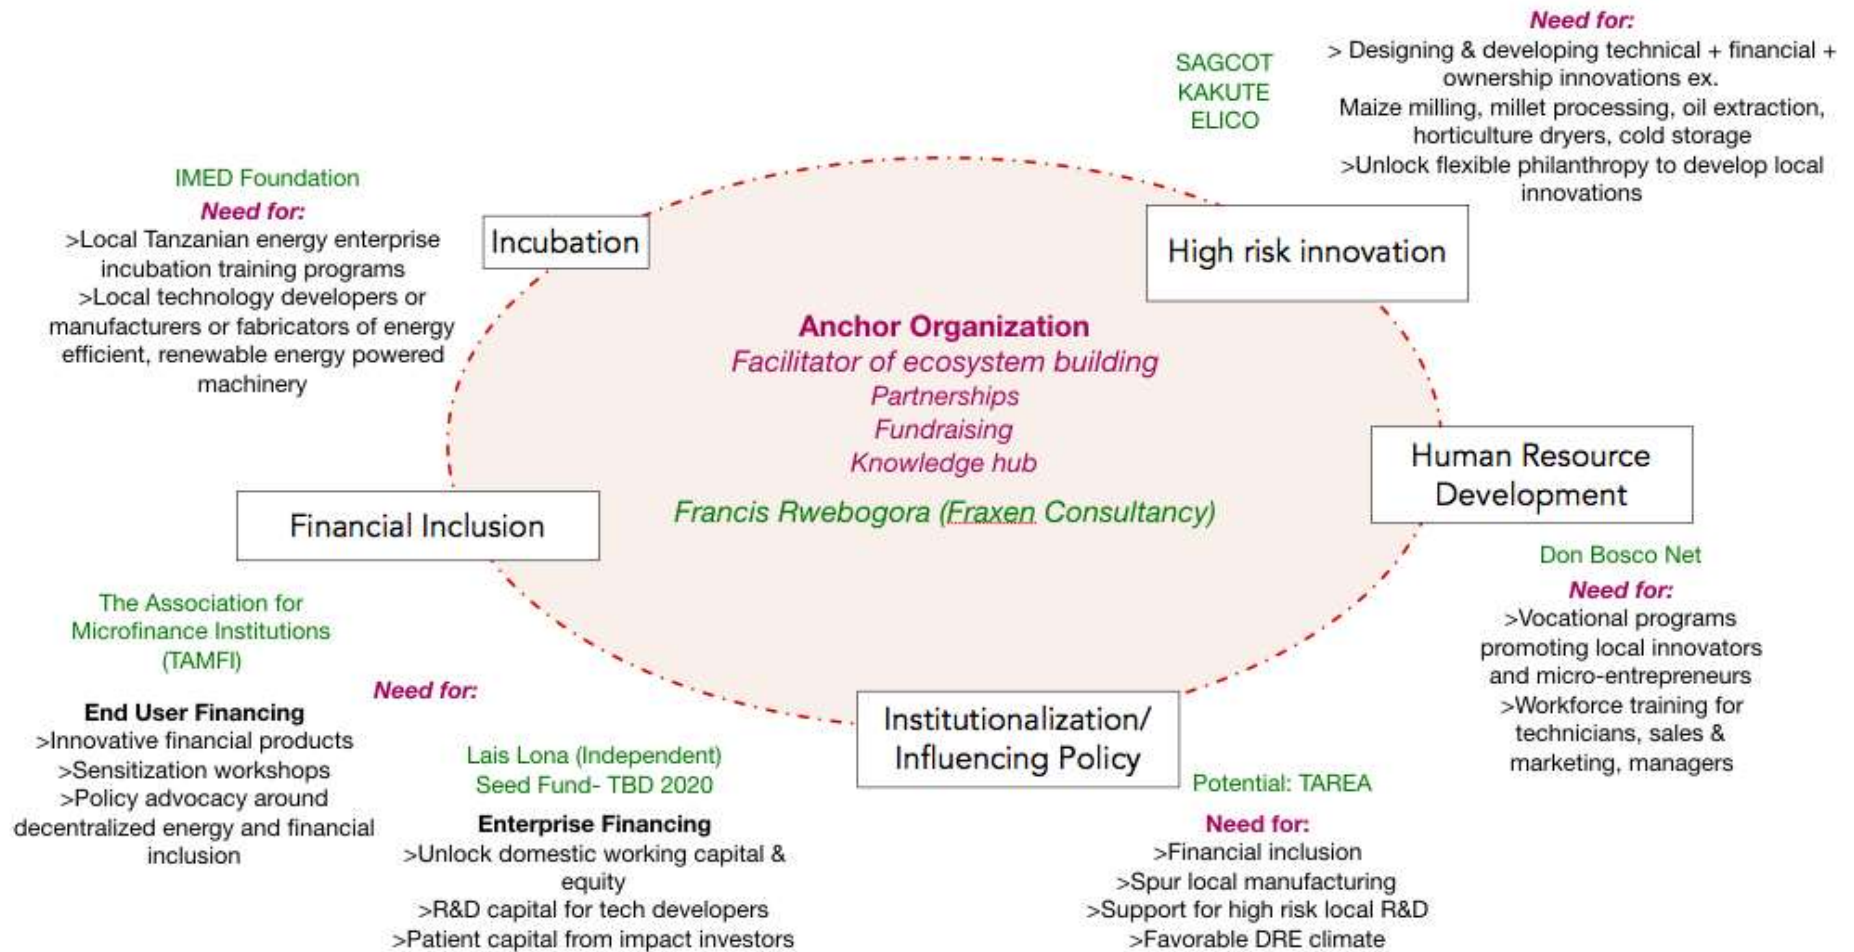 Need for:
> Designing & developing technical + financial +
ownership innovations ex.
Maize milling, millet processing, oil extraction,
horticulture dryers, cold storage
>Unlock flexible philanthropy to develop local
innovations
SAGCOT
KAKUTE
ELICO
High risk innovation
IMED Foundation
Need for:
>Local Tanzanian energy enterprise
incubation training programs
>Local technology developers or
manufacturers or fabricators of energy
efficient, renewable energy powered
machinery
Incubation
Anchor Organization
Facilitator of ecosystem building
Partnerships
Fundraising
Knowledge hub
Francis Rwebogora (Fraxen Consultancy)
Human Resource
Development
Don Bosco Net
Need for:
>Vocational programs
promoting local innovators
and micro-entrepreneurs
>Workforce training for
technicians, sales &
marketing, managers
Financial Inclusion
The Association for
Microfinance Institutions
(TAMFI)
Need for:
End User Financing
>Innovative financial products
>Sensitization workshops
>Policy advocacy around
decentralized energy and financial
inclusion
Lais Lona (Independent)
Seed Fund- TBD 2020
Enterprise Financing
>Unlock domestic working capital &
equity
>R&D capital for tech developers
>Patient capital from impact investors
Institutionalization/
Influencing Policy
Potential: TAREA
Need for:
>Financial inclusion
>Spur local manufacturing
>Support for high risk local R&D
>Favorable DRE climate